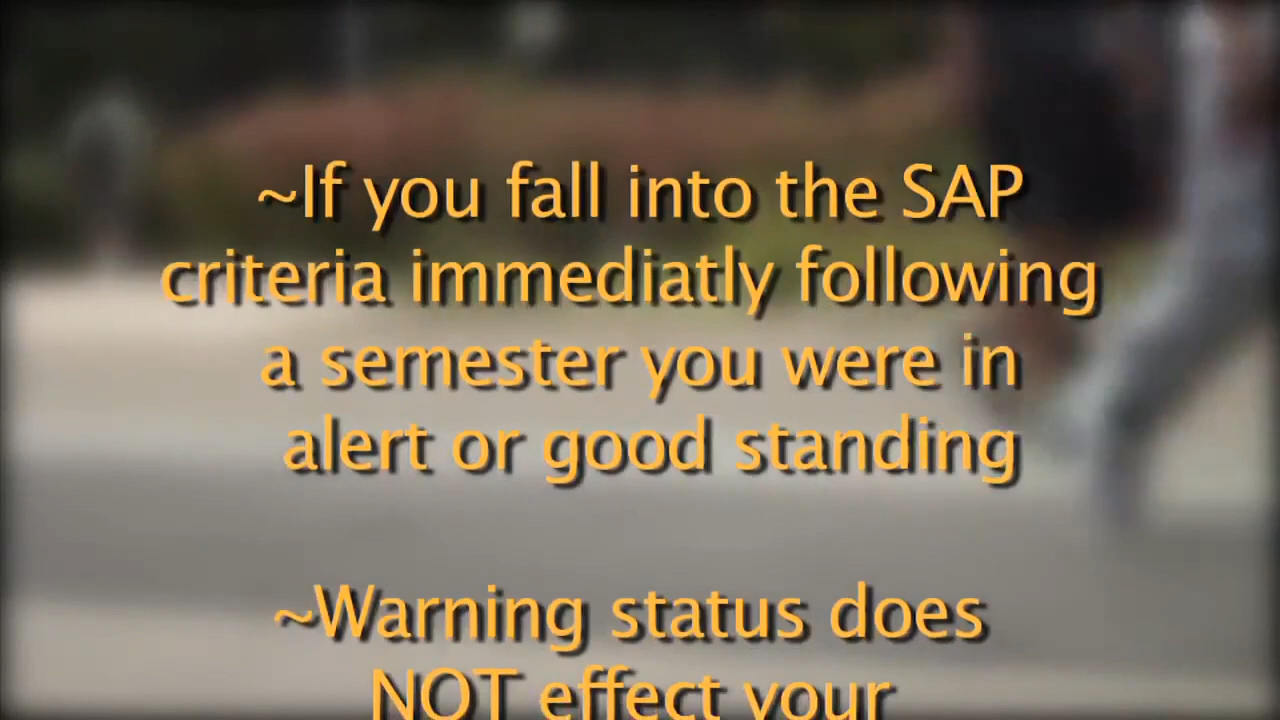 ~If you fall into the SAP
criteria immediatly following
a semester you were in
alert or good standing
~Warning status does
NOT effect your